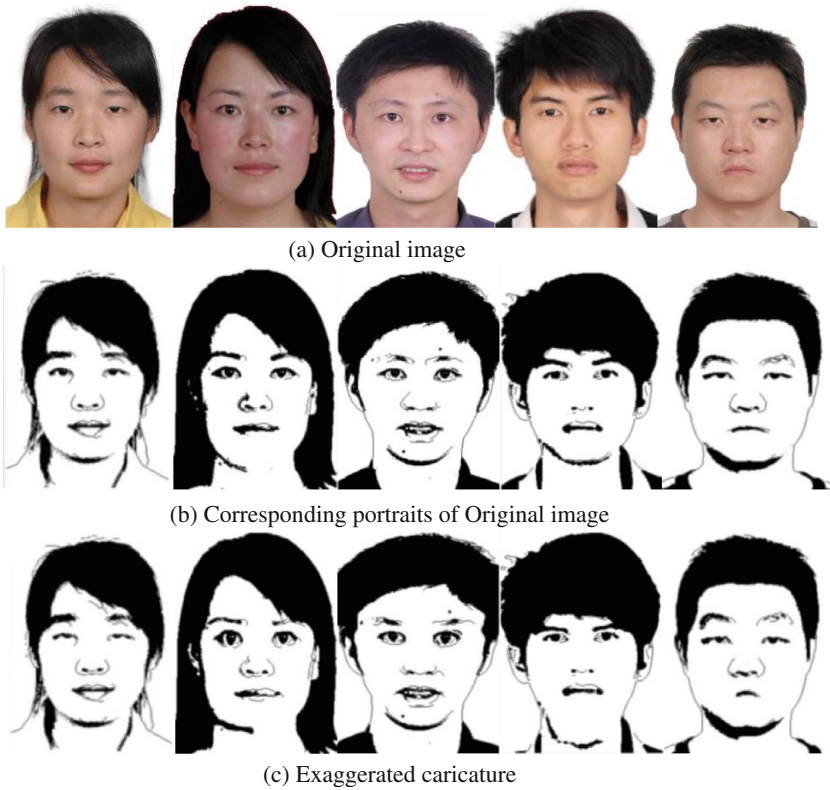 (a) Original image
(b) Corresponding portraits of Original image
(c) Exaggerated caricature